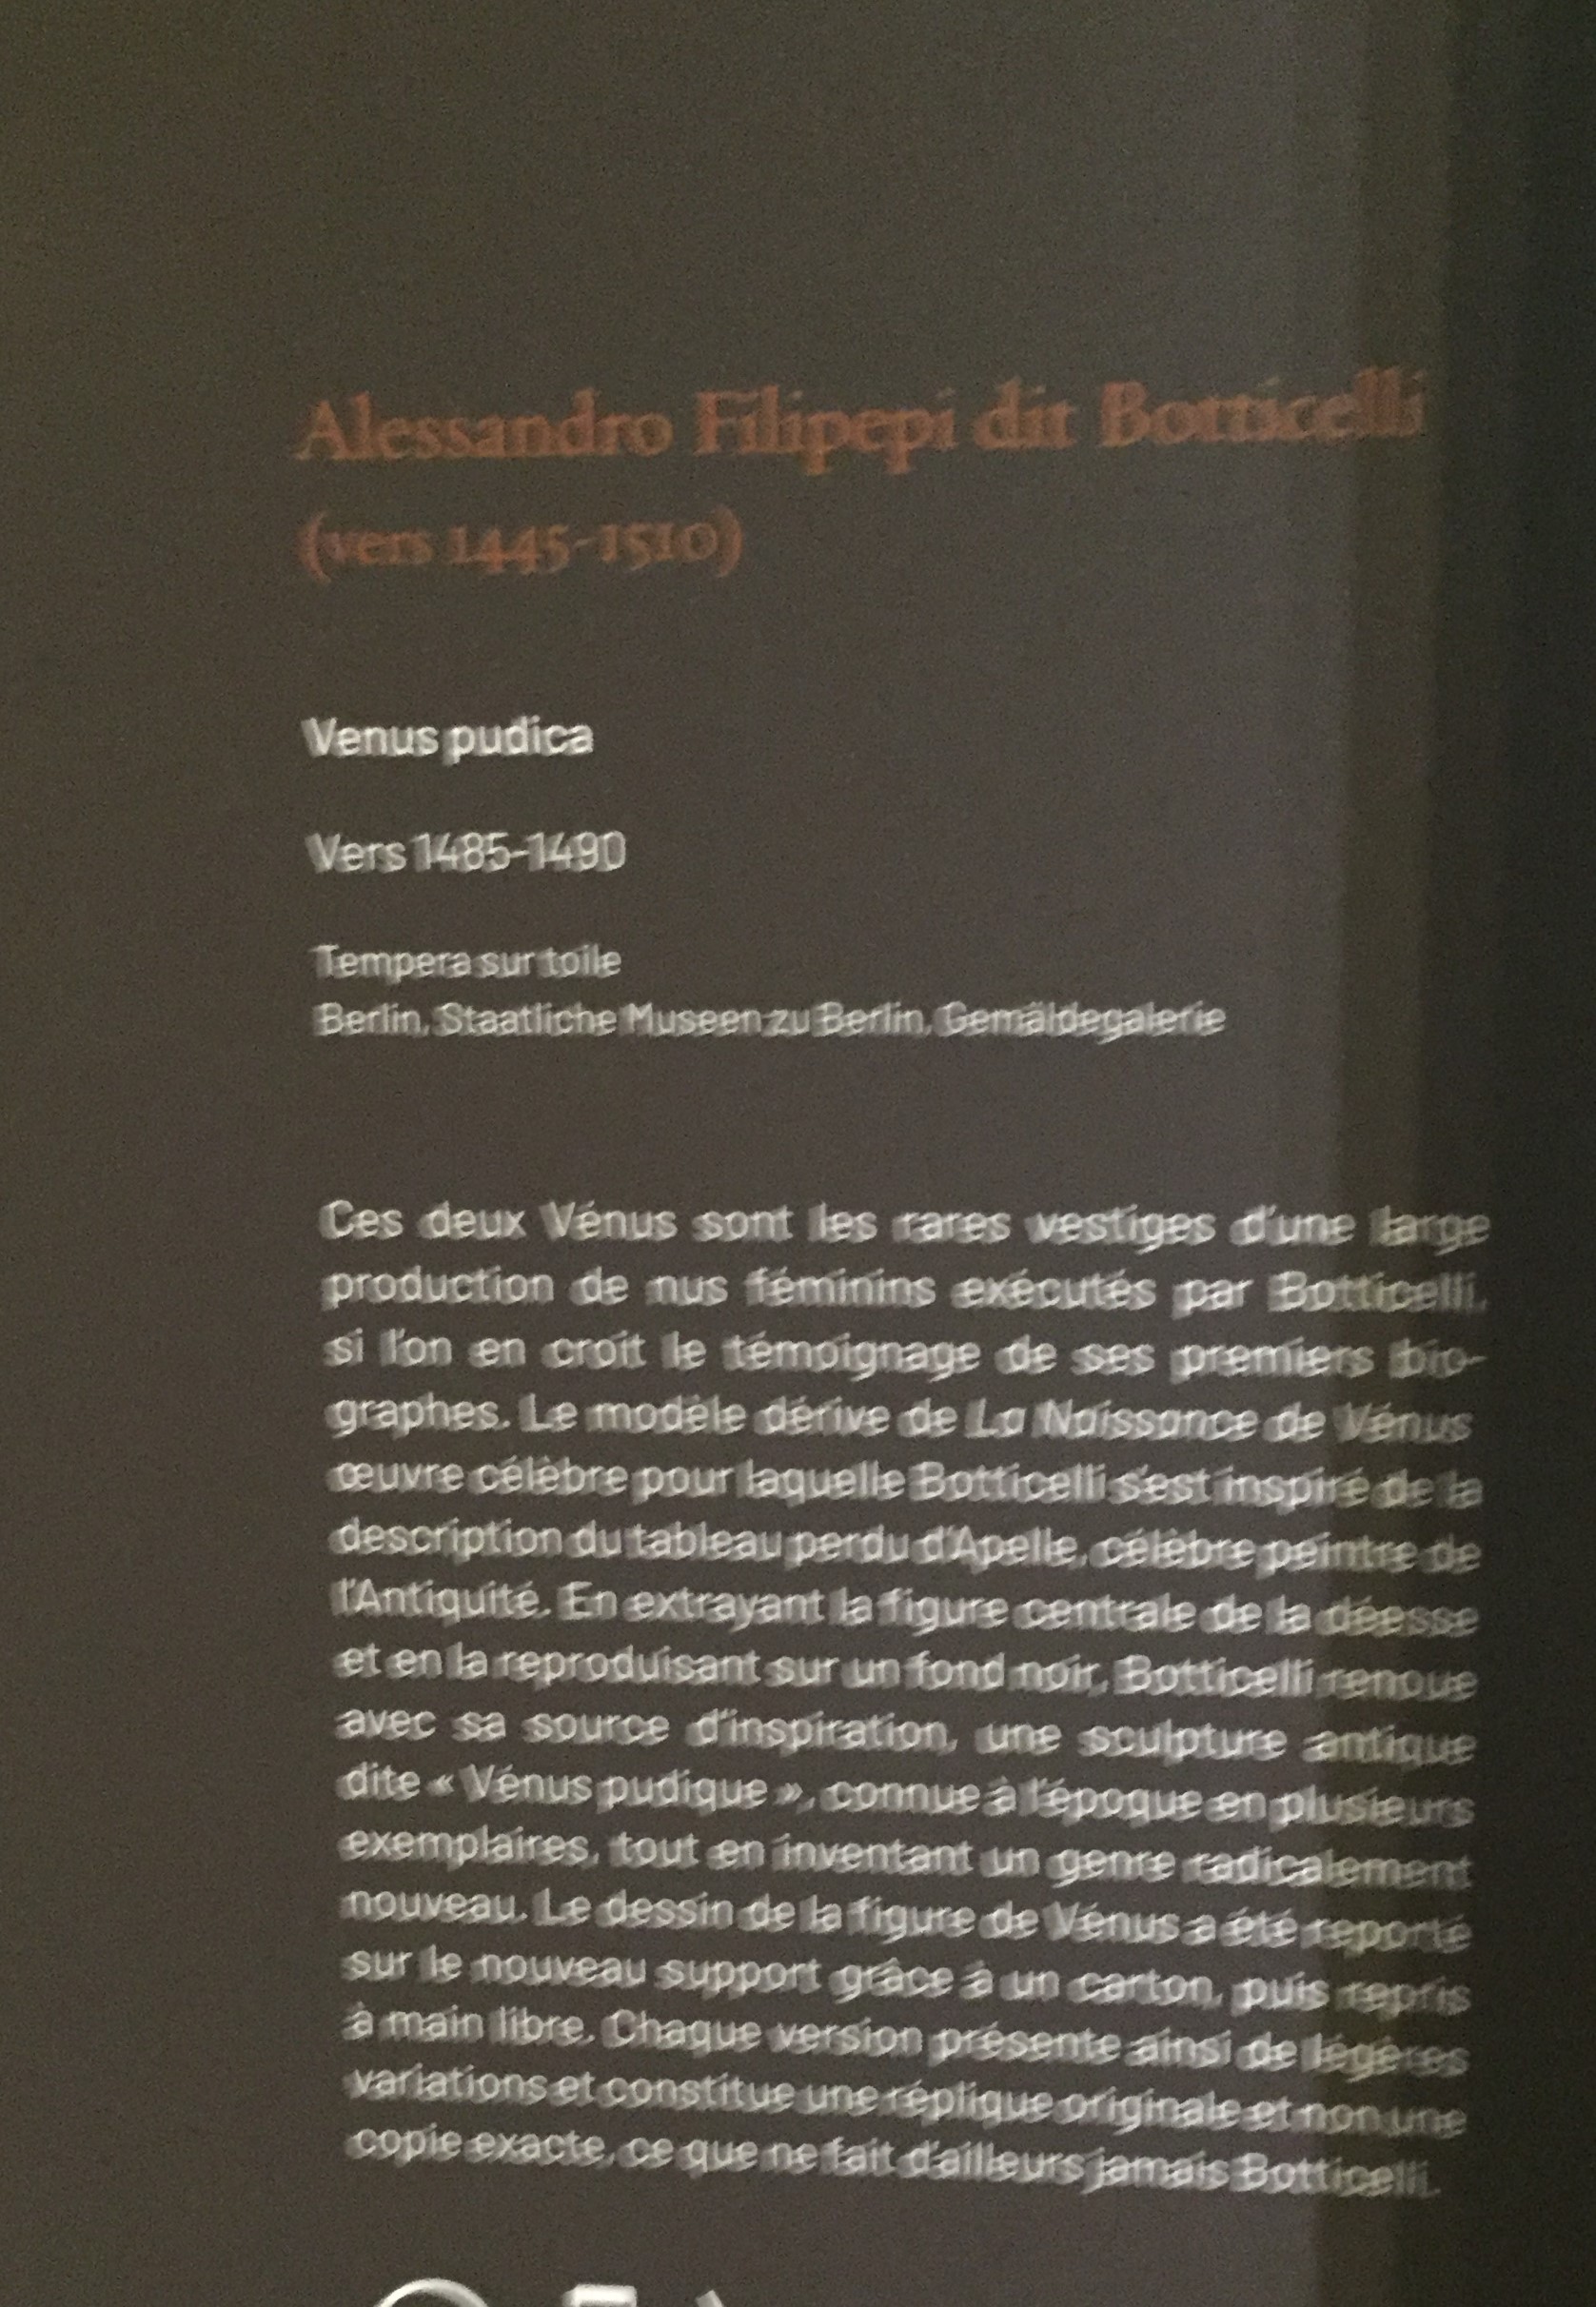 Alessandro Filipepi dit Botticelli
(vers 1445-1510)
Venus pudica
Vers 1485-1490
Tempera sur toile
Berlin, Staatliche Museen zu Berlin, Gemäldegalerie
Ces deux Vénus sont les rares vestiges d'une large
production de nus féminins exécutés par Botticelli,
si l'on en croit le témoignage de ses premiers bio-
graphes. Le modèle dérive de La Naissance de Vénus
œuvre célèbre pour laquelle Botticelli s'est inspiré de la
description du tableau perdu d'Apelle, célèbre peintre de
l'Antiquité. En extrayant la figure centrale de la déesse
et en la reproduisant sur un fond noir, Botticelli renoue
avec sa source d'inspiration, une sculpture antique
dite « Vénus pudique », connue à l'époque en plusieurs
exemplaires, tout en inventant un genre radicalement
nouveau. Le dessin de la figure de Vénus a été reporté
sur le nouveau support grâce à un carton, puis repris
à main libre. Chaque version présente ainsi de légères
variations et constitue une réplique originale et non une
copie exacte, ce que ne fait d'ailleurs jamais Botticelli.